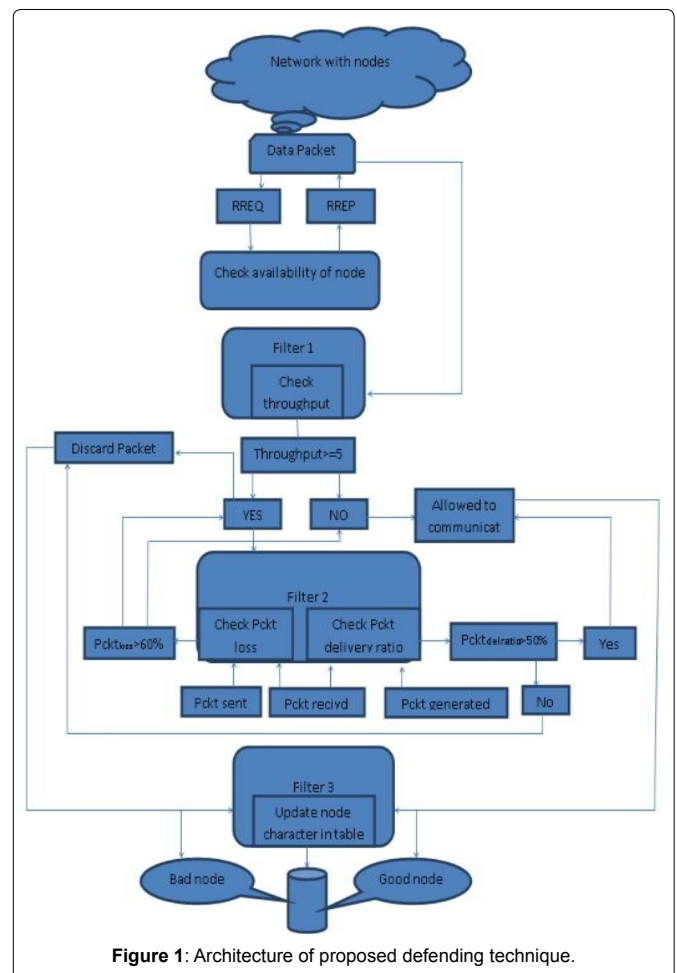 Network with nodes
Data Packet
RREQ
RREP
Check availability of node
Filter 1
Check
throughput
Discard Packet
Throughput>=5
YES
NO
Allowed to
communicat
Filter 2
Pcktloss>60%
Check Pckt
loss
Check Pckt
delivery ratio
Pcktdelratio>50%
Yes
Pckt sent
Pckt recivd
Pckt generated
No
Filter 3
Update node
character in table
Bad node
Good node
Figure 1: Architecture of proposed defending technique.